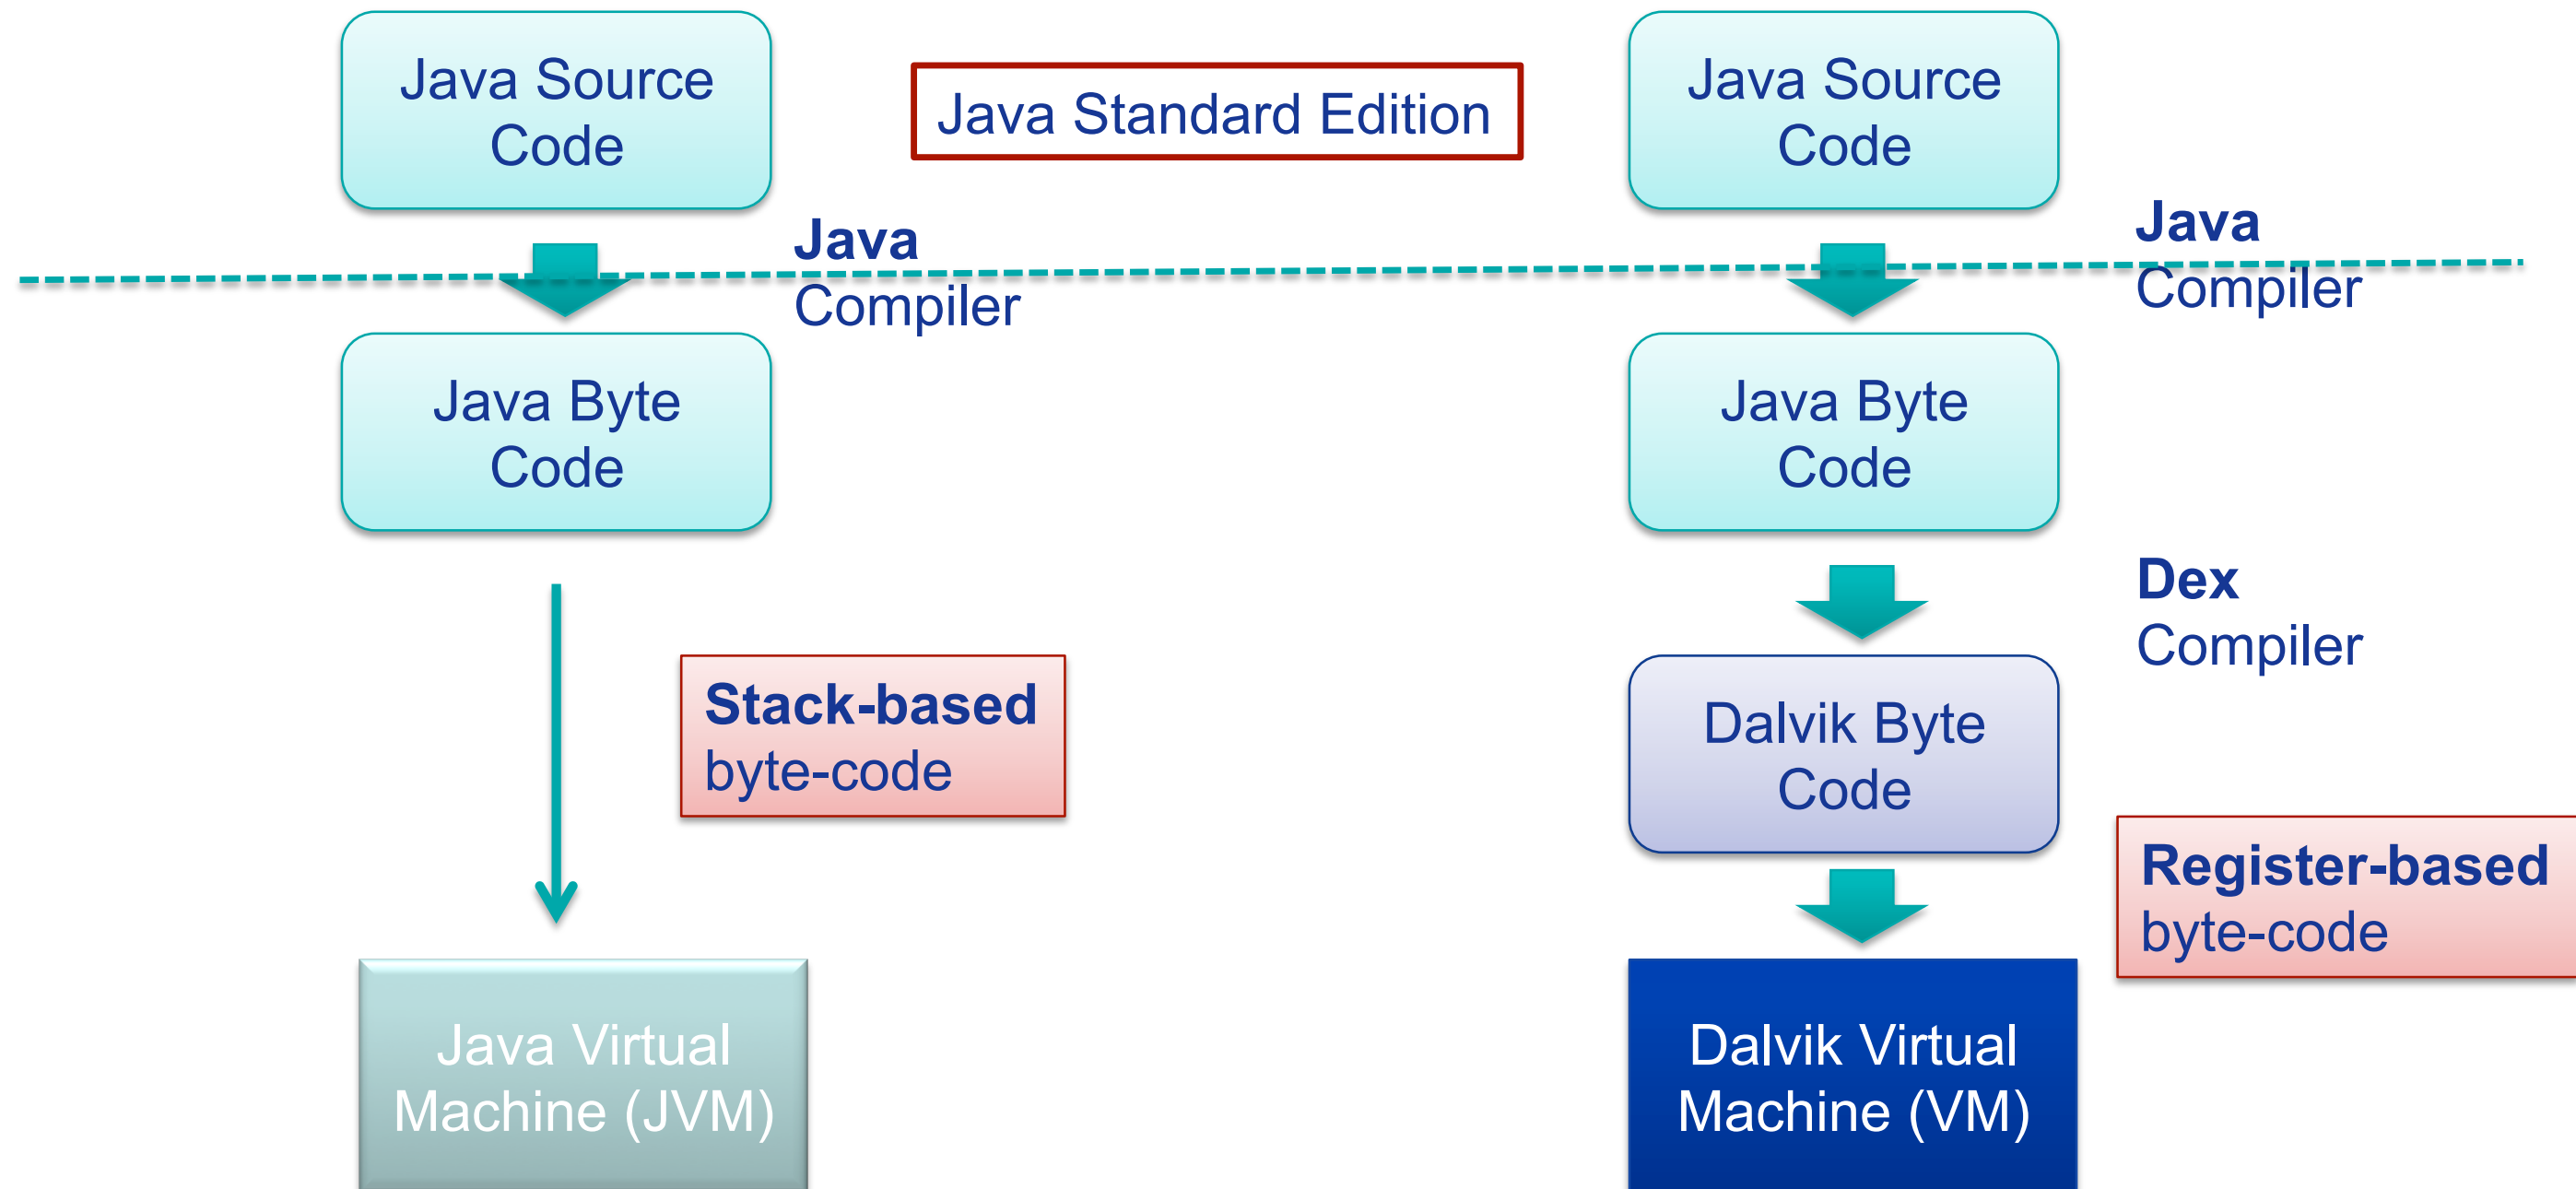 Java Source
Code
Java Standard Edition
Java Source
Code
Java
Compiler
Java
Compiler
Java Byte
Code
Java Byte
Code
Dex
Compiler
Stack-based
byte-code
Dalvik Byte
Code
Register-based
byte-code
Java Virtual
Machine (JVM)
Dalvik Virtual
Machine (VM)